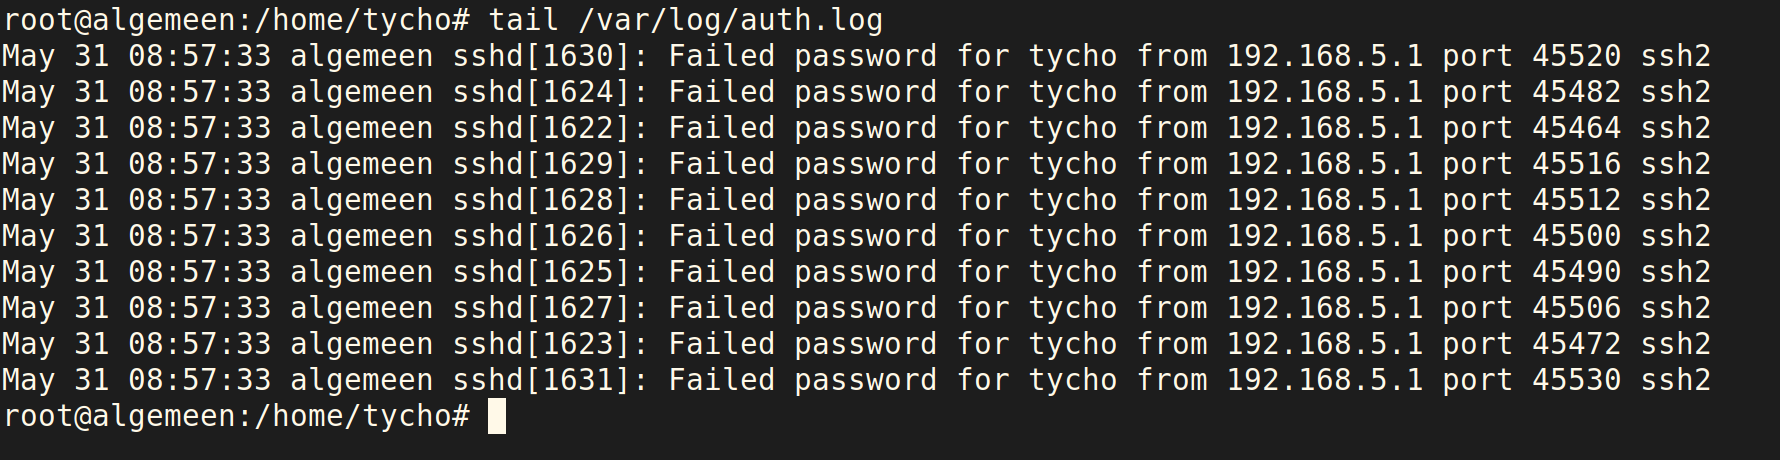 root@algemeen:/home/tycho# tail /var/log/auth.log
May 31 08:57:33 algemeen sshd[1630]: Failed password for tycho from 192.168.5.1 port 45520 ssh2
May 31 08:57:33 algemeen sshd[1624]: Failed password for tycho from 192.168.5.1 port 45482 ssh2
May 31 08:57:33 algemeen sshd[1622]: Failed password for tycho from 192.168.5.1 port 45464 ssh2
May 31 08:57:33 algemeen sshd[1629]: Failed password for tycho from 192.168.5.1 port 45516 ssh2
May 31 08:57:33 algemeen sshd[1628]: Failed password for tycho from 192.168.5.1 port 45512 ssh2
May 31 08:57:33 algemeen sshd[1626]: Failed password for tycho from 192.168.5.1 port 45500 ssh2
May 31 08:57:33 algemeen sshd[1625]: Failed password for tycho from 192.168.5.1 port 45490 ssh2
May 31 08:57:33 algemeen sshd[1627]: Failed password for tycho from 192.168.5.1 port 45506 ssh2
May 31 08:57:33 algemeen sshd[1623]: Failed password for tycho from 192.168.5.1 port 45472 ssh2
May 31 08:57:33 algemeen sshd[1631]: Failed password for tycho from 192.168.5.1 port 45530 ssh2
root@algemeen:/home/tycho#